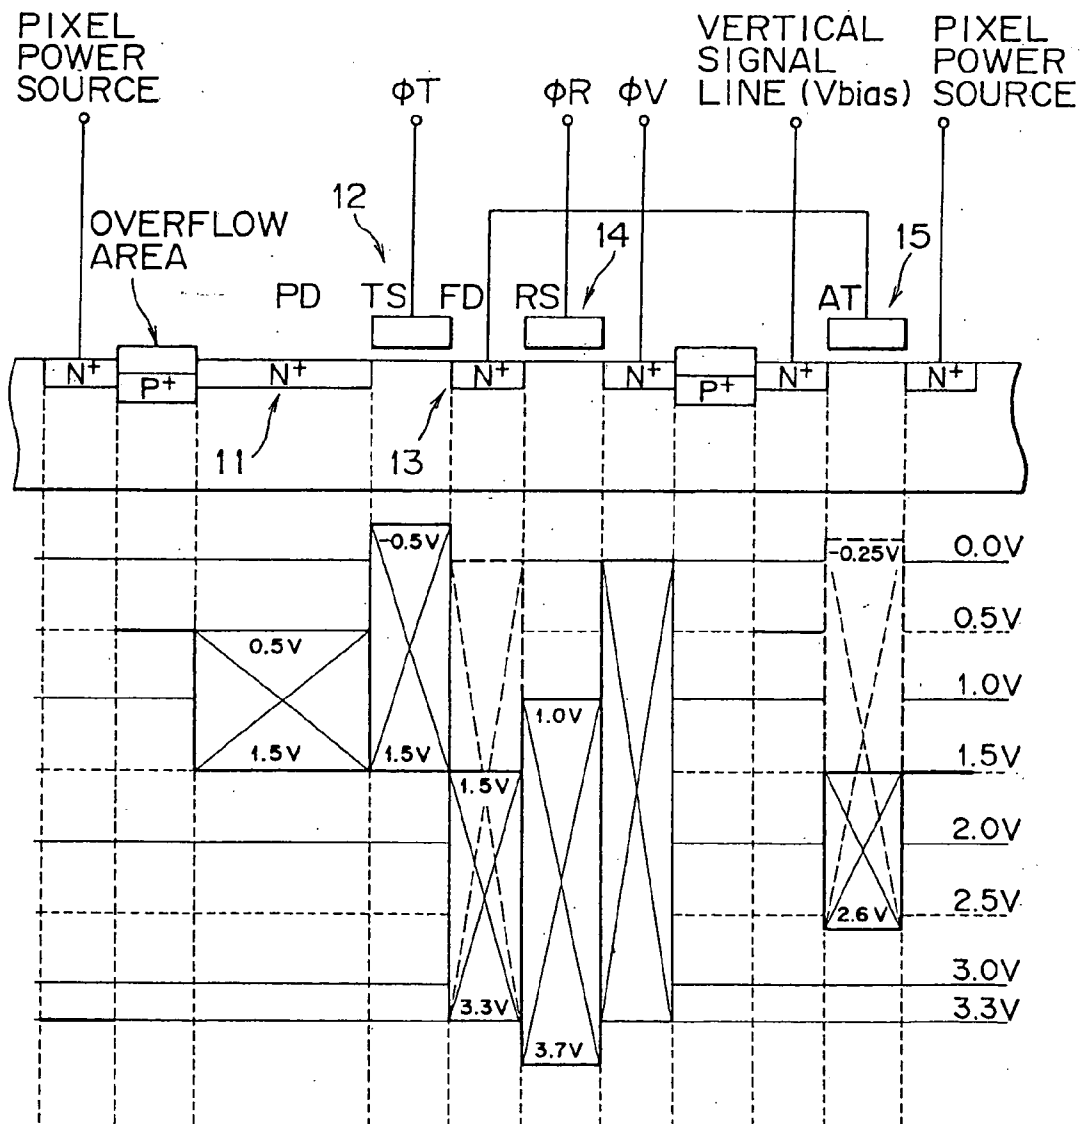 PIXEL
POWER
SOURCE
ΦT
ΦR
ΦV
VERTICAL
SIGNAL
LINE (Vbias)
PIXEL
POWER
SOURCE
OVERFLOW
AREA
12
14
15
PD
TS
FD
RS
AT
N+
P+
N+
N+
N+
P+
N+
N+
11
13
-0.5V
-0.25V
0.0V
0.5V
0.5V
1.0V
1.0V
1.5V
1.5V
1.5V
1.5V
2.0V
2.6V
2.5V
3.0V
3.3V
3.3V
3.7V